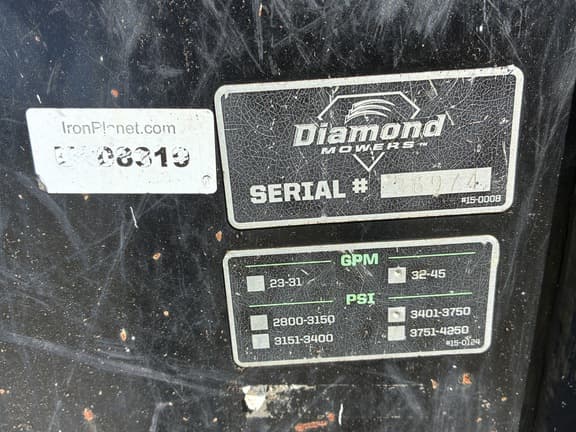 IronPlanet.com
Diamond
MOWERS™
SERIAL #
#15-0008
GPM
23-31
32-45
PSI
2800-3150
3401-3750
3151-3400
3751-4250
#15-0124